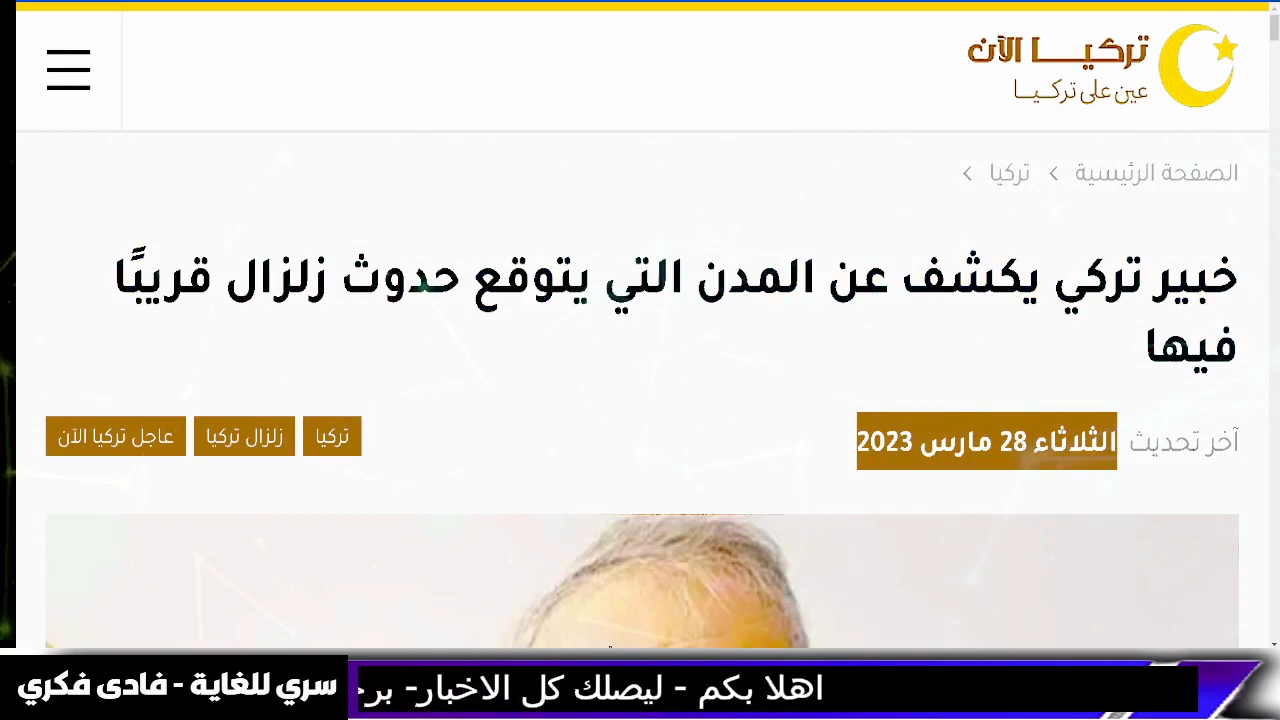 تركيـــا الآن
عين على تركيـــا
الصفحة الرئيسية > تركيا >
خبير تركي يكشف عن المدن التي يتوقع حدوث زلزال قريبًا
فيها
آخر تحديث الثلاثاء 28 مارس 2023
تركيا زلزال تركيا عاجل تركيا الآن
اهلا بكم - ليصلك كل الاخبار-
سري للغاية - فادى فكري